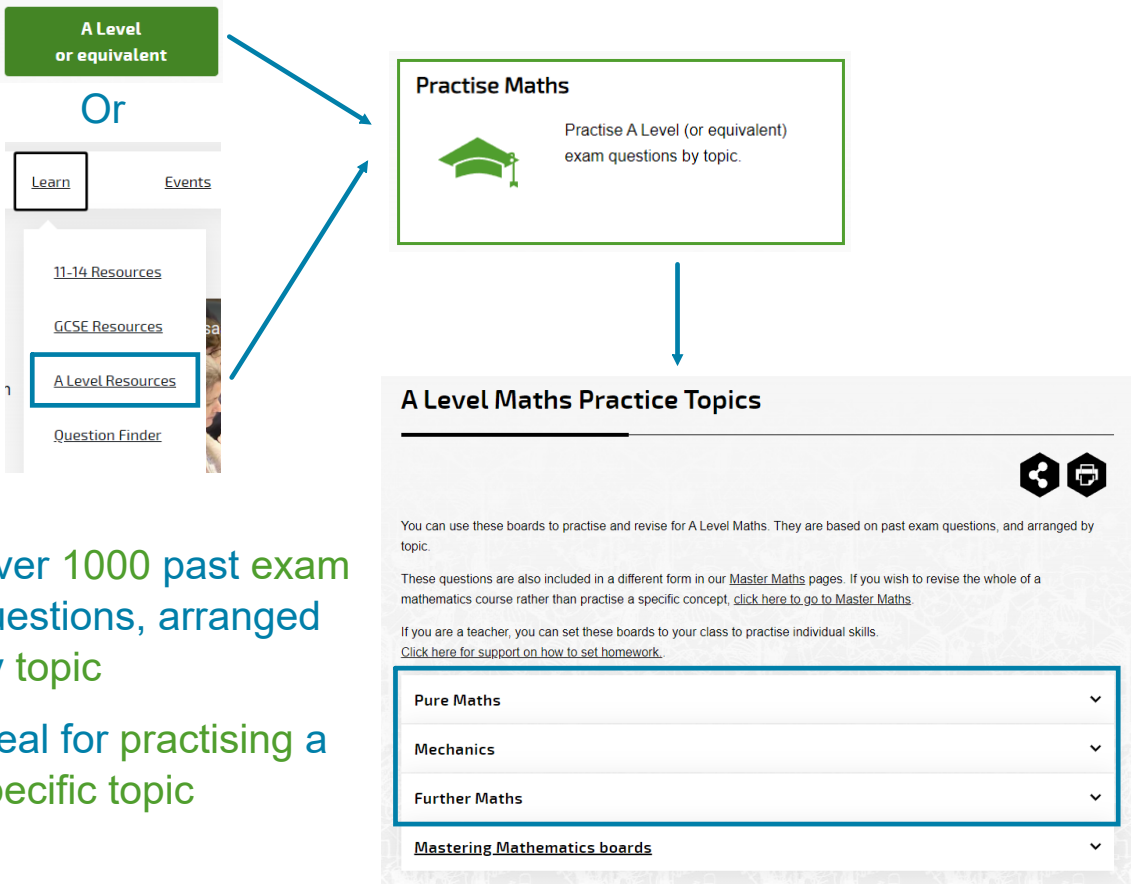 A Level
or equivalent
Or
Learn
Events
11-14 Resources
GCSE Resources
A Level Resources
Question Finder
Practise Maths
Practise A Level (or equivalent)
exam questions by topic.
A Level Maths Practice Topics
You can use these boards to practise and revise for A Level Maths. They are based on past exam questions, and arranged by
topic.
These questions are also included in a different form in our Master Maths pages. If you wish to revise the whole of a
mathematics course rather than practise a specific concept, click here to go to Master Maths.
If you are a teacher, you can set these boards to your class to practise individual skills.
Click here for support on how to set homework..
Pure Maths
Mechanics
Further Maths
Mastering Mathematics boards
ver 1000 past exam
uestions, arranged
topic
eal for practising a
pecific topic